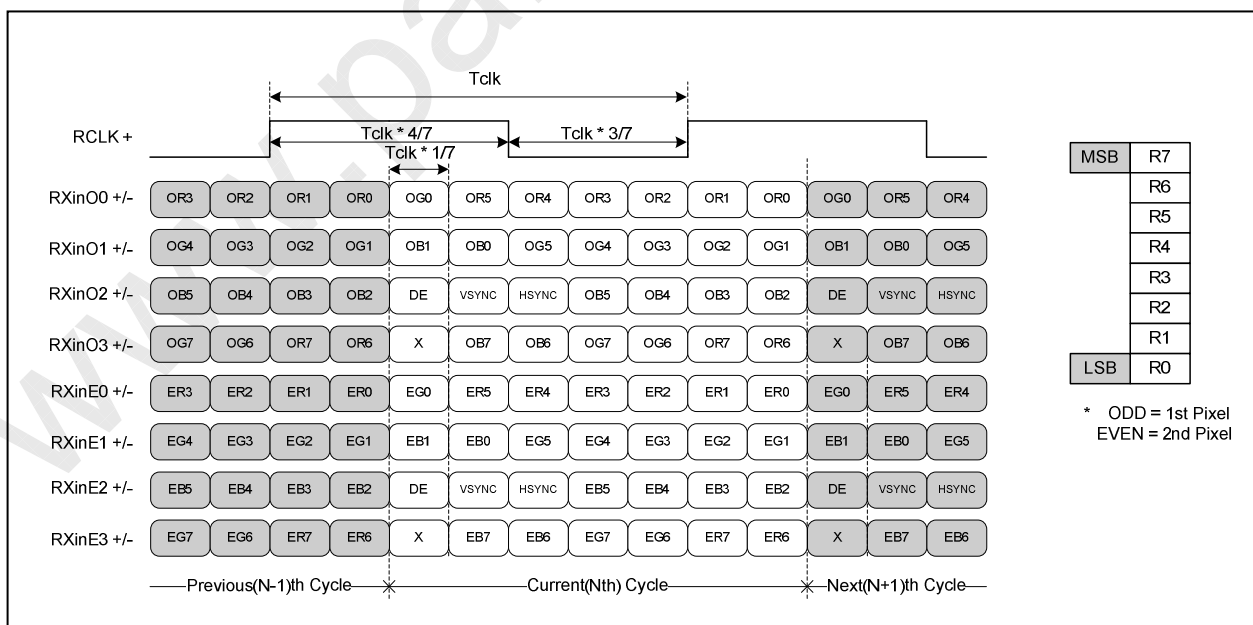 www.pa
Tclk
RCLK +
Tclk * 4/7
Tclk * 3/7
Tclk * 1/7
RXinO0 +/- OR3 OR2 OR1 OR0 OG0 OR5 OR4 OR3 OR2 OR1 OR0 OG0 OR5 OR4
RXinO1 +/- OG4 OG3 OG2 OG1 OB1 OB0 OG5 OG4 OG3 OG2 OG1 OB1 OB0 OG5
RXinO2 +/- OB5 OB4 OB3 OB2 DE VSYNC HSYNC OB5 OB4 OB3 OB2 DE VSYNC HSYNC
RXinO3 +/- OG7 OG6 OR7 OR6 X OB7 OB6 OG7 OG6 OR7 OR6 X OB7 OB6
RXinE0 +/- ER3 ER2 ER1 ER0 EG0 ER5 ER4 ER3 ER2 ER1 ER0 EG0 ER5 ER4
RXinE1 +/- EG4 EG3 EG2 EG1 EB1 EB0 EG5 EG4 EG3 EG2 EG1 EB1 EB0 EG5
RXinE2 +/- EB5 EB4 EB3 EB2 DE VSYNC HSYNC EB5 EB4 EB3 EB2 DE VSYNC HSYNC
RXinE3 +/- EG7 EG6 ER7 ER6 X EB7 EB6 EG7 EG6 ER7 ER6 X EB7 EB6
Previous(N-1)th Cycle
Current(Nth) Cycle
Next(N+1)th Cycle
MSB R7
R6
R5
R4
R3
R2
R1
LSB R0
* ODD = 1st Pixel
EVEN = 2nd Pixel